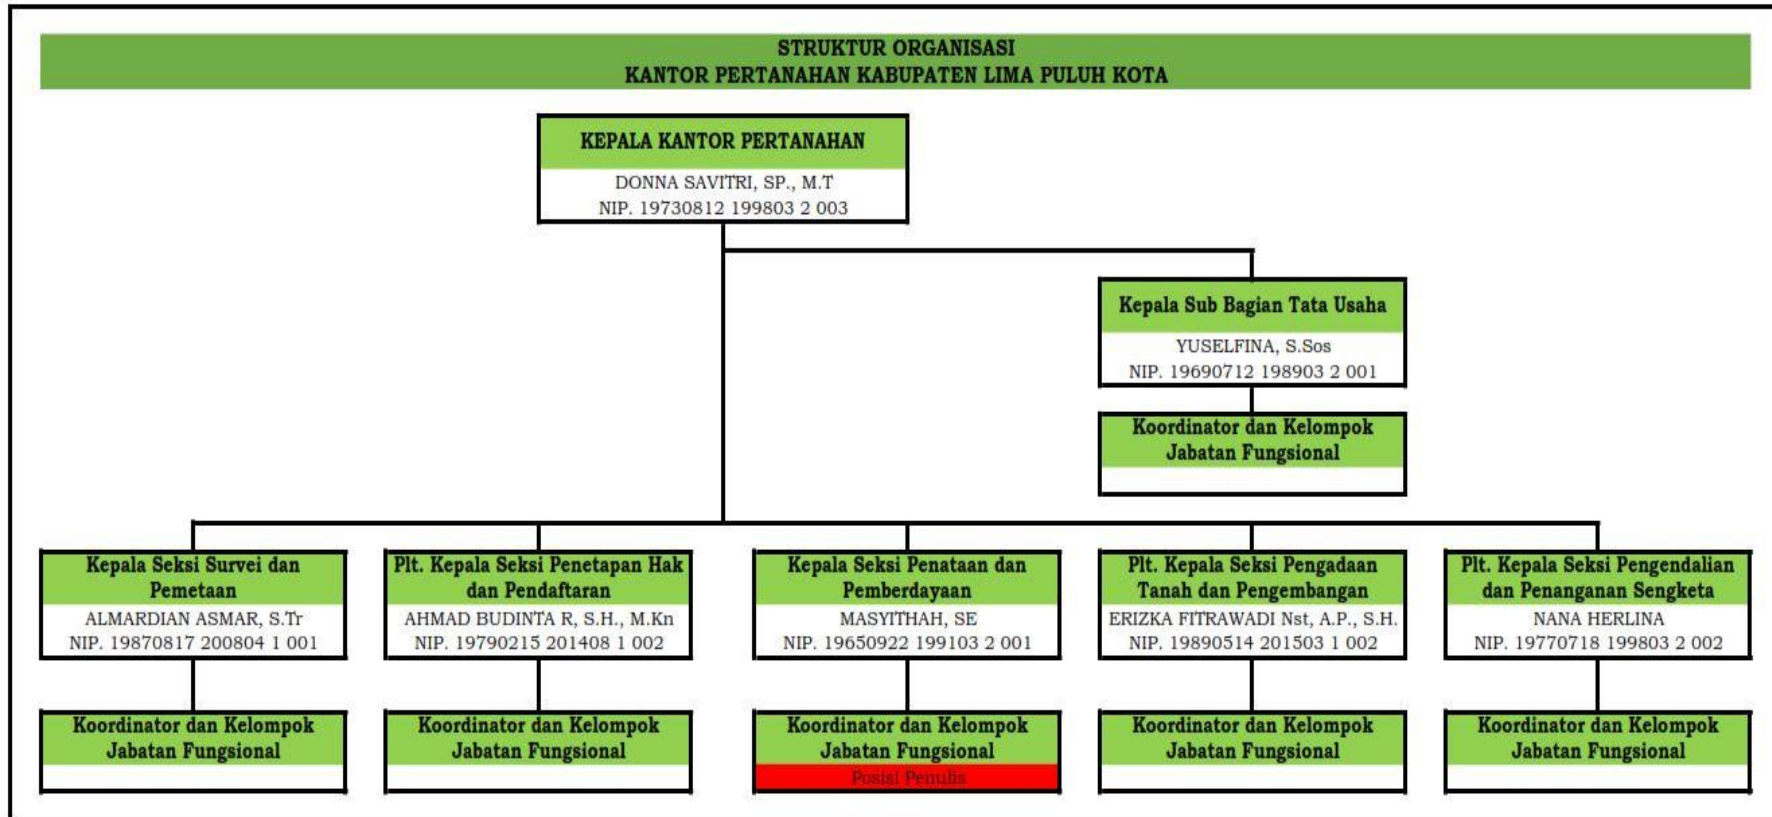 STRUKTUR ORGANISASI
KANTOR PERTANAHAN KABUPATEN LIMA PULUH KOTA
KEPALA KANTOR PERTANAHAN
DONNA SAVITRI, SP., M.T
NIP. 19730812 199803 2 003
Kepala Sub Bagian Tata Usaha
YUSELFINA, S.Sos
NIP. 19690712 198903 2 001
Koordinator dan Kelompok
Jabatan Fungsional
Kepala Seksi Survei dan
Pemetaan
ALMARDIAN ASMAR, S.Tr
NIP. 19870817 200804 1 001
Plt. Kepala Seksi Penetapan Hak
dan Pendaftaran
AHMAD BUDINTA R, S.H., M.Kn
NIP. 19790215 201408 1 002
Kepala Seksi Penataan dan
Pemberdayaan
MASYITHAH, SE
NIP. 19650922 199103 2 001
Plt. Kepala Seksi Pengadaan
Tanah dan Pengembangan
ERIZKA FITRAWADI Nst, A.P., S.H.
NIP. 19890514 201503 1 002
Plt. Kepala Seksi Pengendalian
dan Penanganan Sengketa
NANA HERLINA
NIP. 19770718 199803 2 002
Koordinator dan Kelompok
Jabatan Fungsional
Koordinator dan Kelompok
Jabatan Fungsional
Koordinator dan Kelompok
Jabatan Fungsional
Posisi Penulis
Koordinator dan Kelompok
Jabatan Fungsional
Koordinator dan Kelompok
Jabatan Fungsional